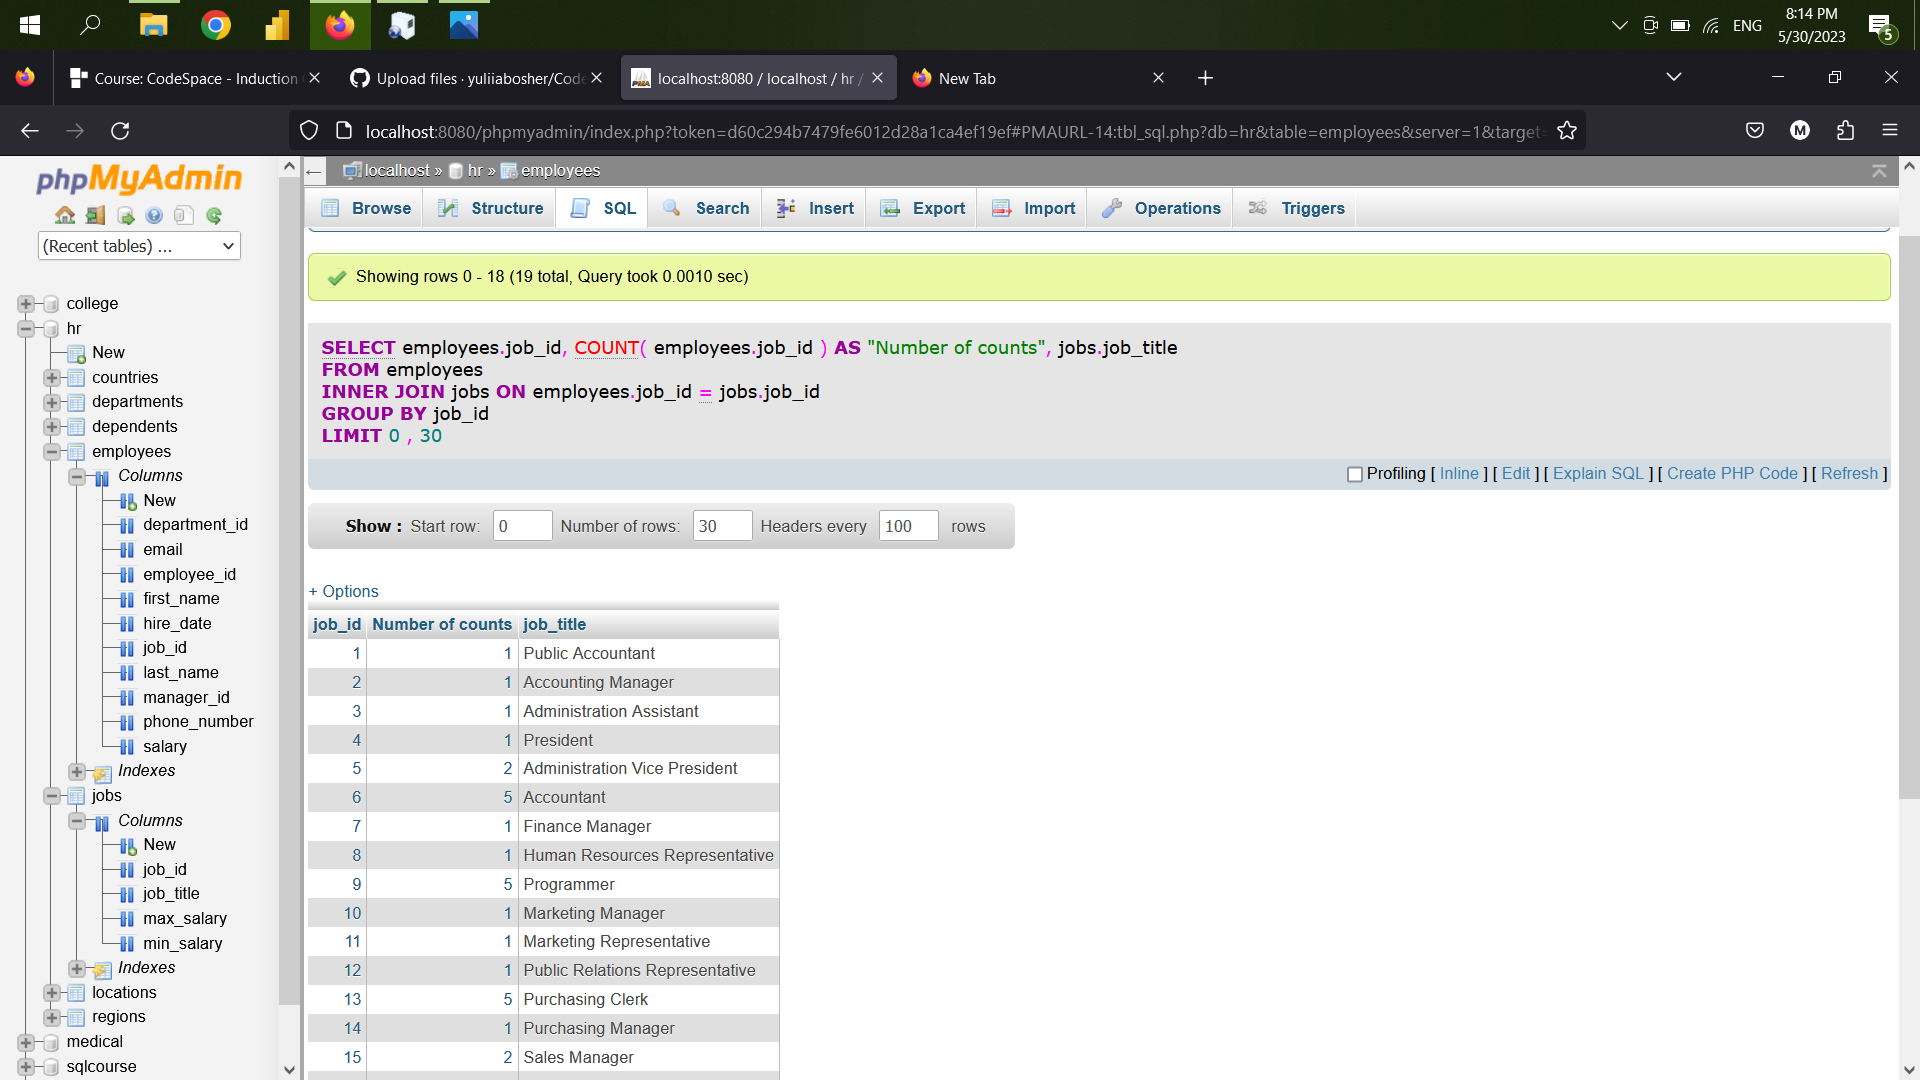 ENG
8:14 PM
5/30/2023
5
Course: CodeSpace - Induction
Upload files · yuliiabosher/Code
localhost:8080 / localhost / hr /
New Tab
localhost:8080/phpmyadmin/index.php?token=d60c294b7479fe6012d28a1ca4ef19ef#PMAURL-14:tbl_sql.php?db=hr&table=employees&server=1&target=
M
phpMyAdmin
(Recent tables) ...
college
hr
New
countries
departments
dependents
employees
Columns
New
department_id
email
employee_id
first_name
hire_date
job_id
last_name
manager_id
phone_number
salary
Indexes
jobs
Columns
New
job_id
job_title
max_salary
min_salary
Indexes
locations
regions
medical
sqlcourse
localhost » hr » employees
Browse Structure SQL Search Insert Export Import Operations Triggers
Showing rows 0 - 18 (19 total, Query took 0.0010 sec)
SELECT employees.job_id, COUNT( employees.job_id ) AS "Number of counts", jobs.job_title
FROM employees
INNER JOIN jobs ON employees.job_id = jobs.job_id
GROUP BY job_id
LIMIT 0 , 30
Profiling [ Inline ] [ Edit ] [ Explain SQL ] [ Create PHP Code ] [ Refresh ]
Show : Start row: 0 Number of rows: 30 Headers every 100 rows
+ Options
job_id Number of counts job_title
1 1 Public Accountant
2 1 Accounting Manager
3 1 Administration Assistant
4 1 President
5 2 Administration Vice President
6 5 Accountant
7 1 Finance Manager
8 1 Human Resources Representative
9 5 Programmer
10 1 Marketing Manager
11 1 Marketing Representative
12 1 Public Relations Representative
13 5 Purchasing Clerk
14 1 Purchasing Manager
15 2 Sales Manager